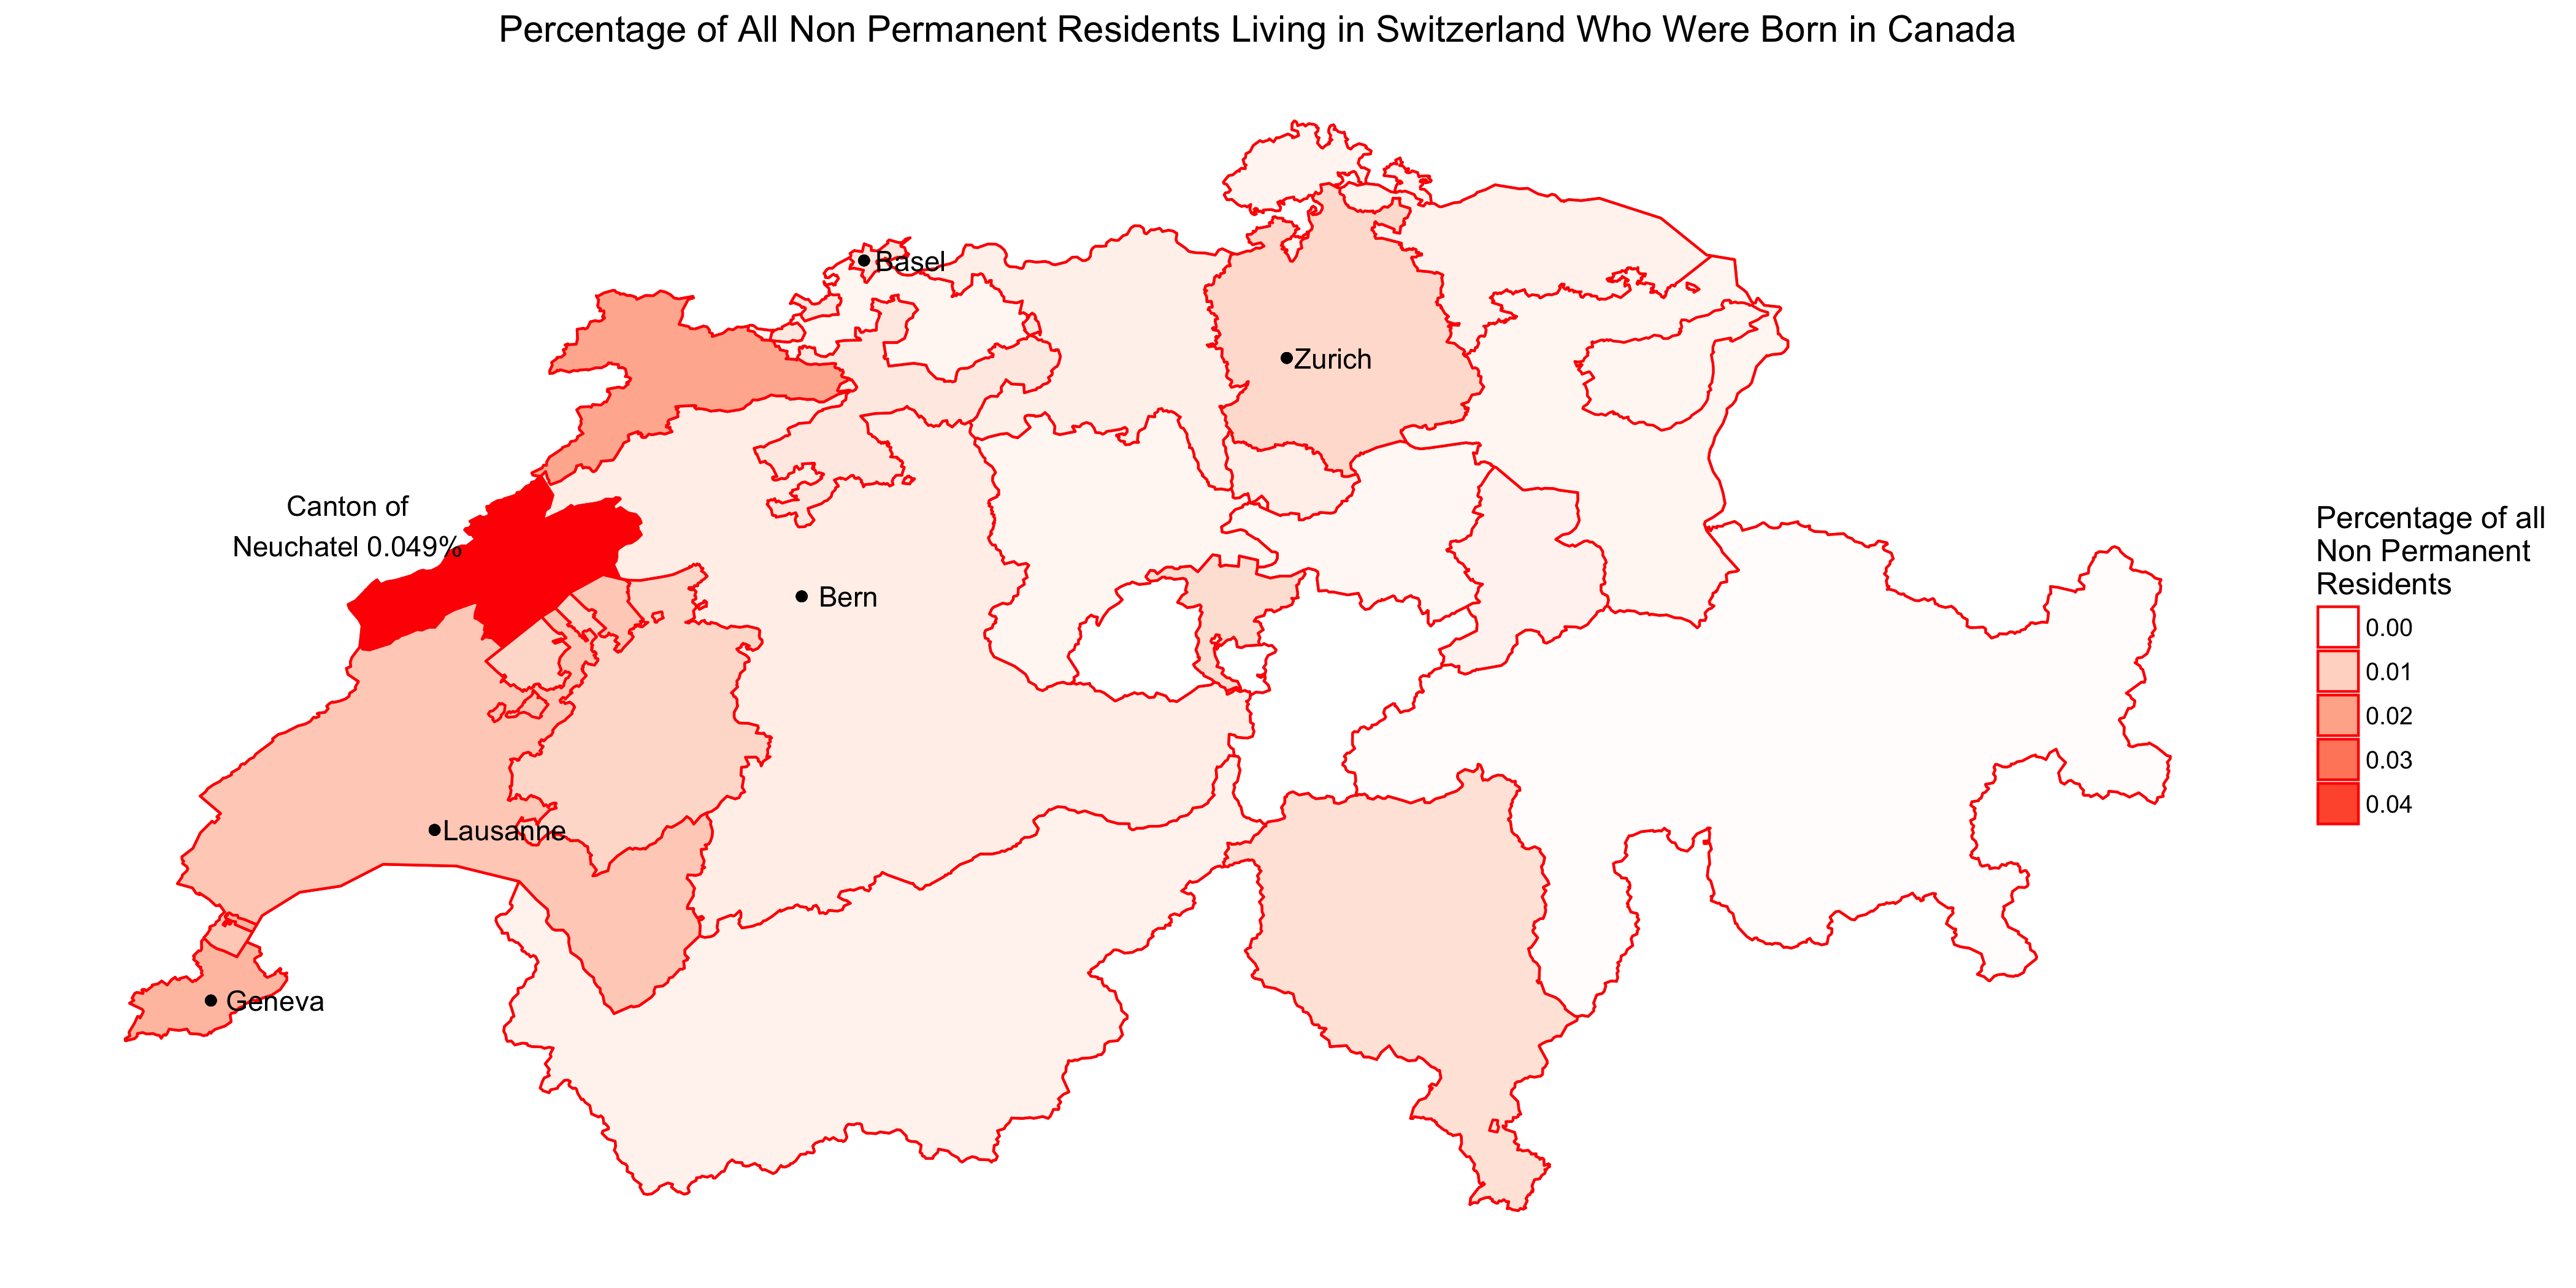 Percentage of All Non Permanent Residents Living in Switzerland Who Were Born in Canada
Basel
Zurich
Canton of
Neuchatel 0.049%
Bern
Lausanne
Geneva
Percentage of all
Non Permanent
Residents
0.00
0.01
0.02
0.03
0.04